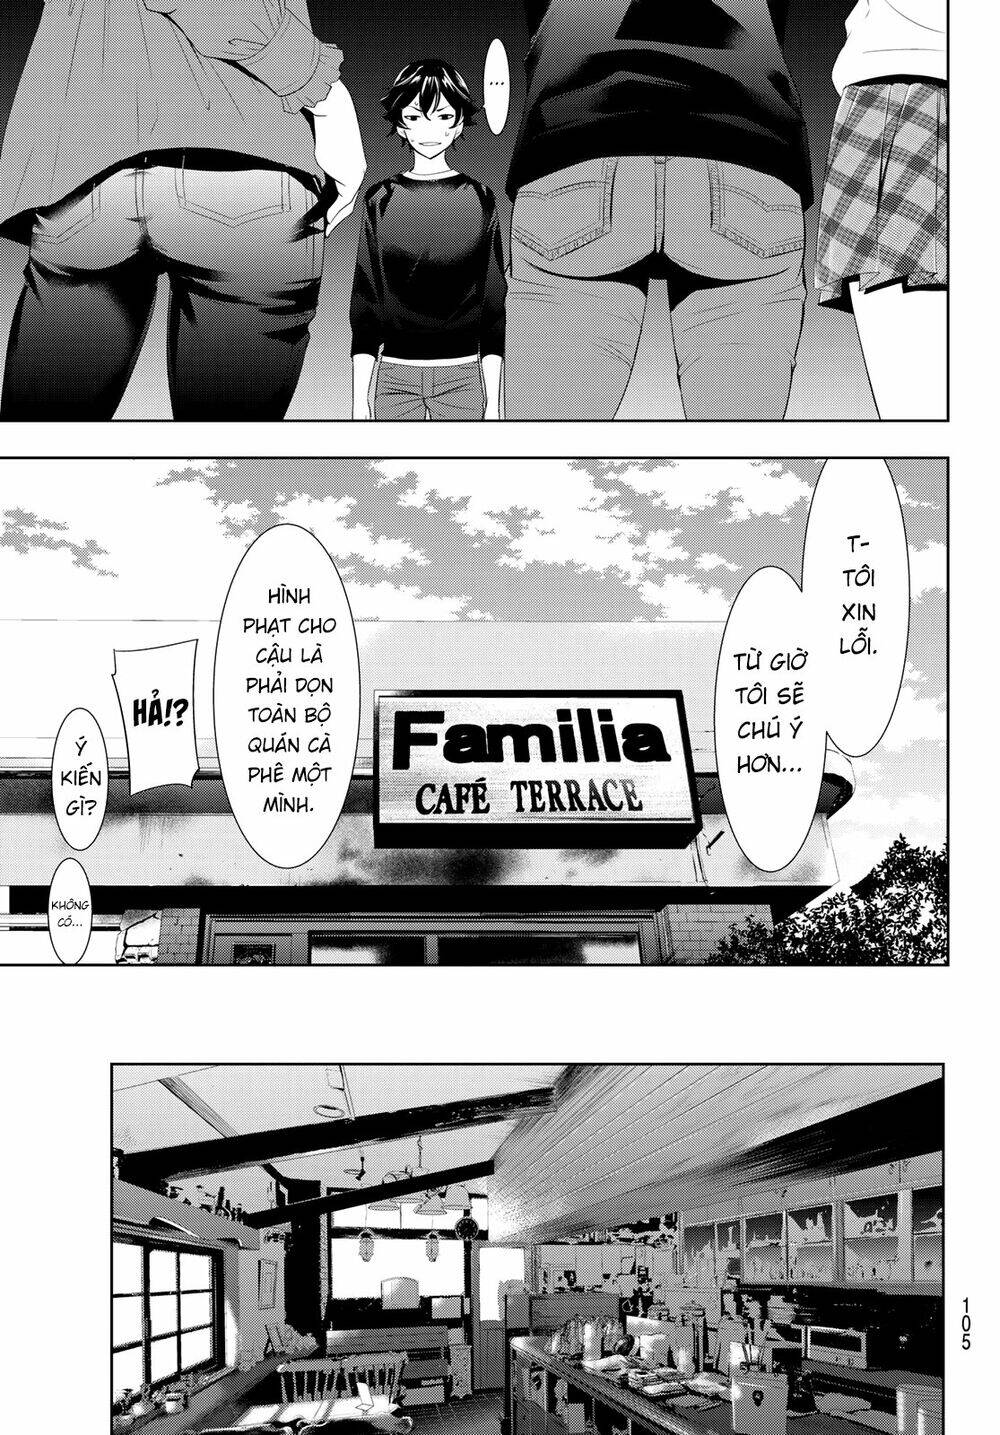 ...
T-
TÔI
XIN
LỖI.
TỪ GIỜ
TÔI SẼ
CHÚ Ý
HƠN...
HÌNH
PHẠT CHO
CẬU LÀ
PHẢI DỌN
TOÀN BỘ
QUÁN CÀ
PHÊ MỘT
MÌNH.
HẢ!?
Ý
KIẾN
GÌ?
KHÔNG
CÓ...
Familia
CAFÉ TERRACE
105